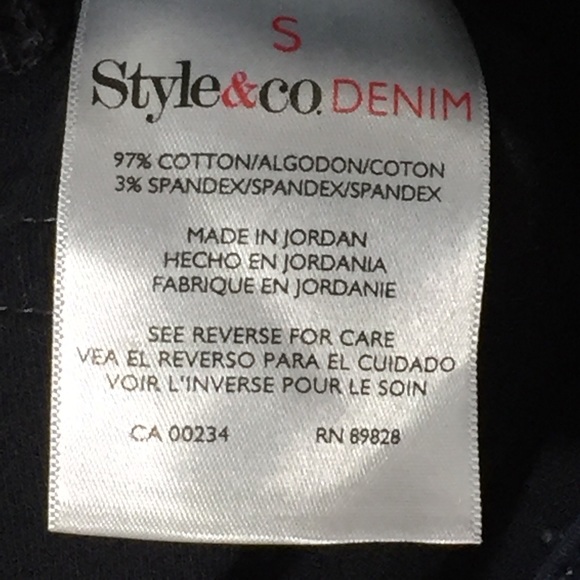 S
Style&co. DENIM
97% COTTON/ALGODON/COTON
3% SPANDEX/SPANDEX/SPANDEX
MADE IN JORDAN
HECHO EN JORDANIA
FABRIQUE EN JORDANIE
SEE REVERSE FOR CARE
VEA EL REVERSO PARA EL CUIDADO
VOIR L'INVERSE POUR LE SOIN
CA 00234 RN 89828